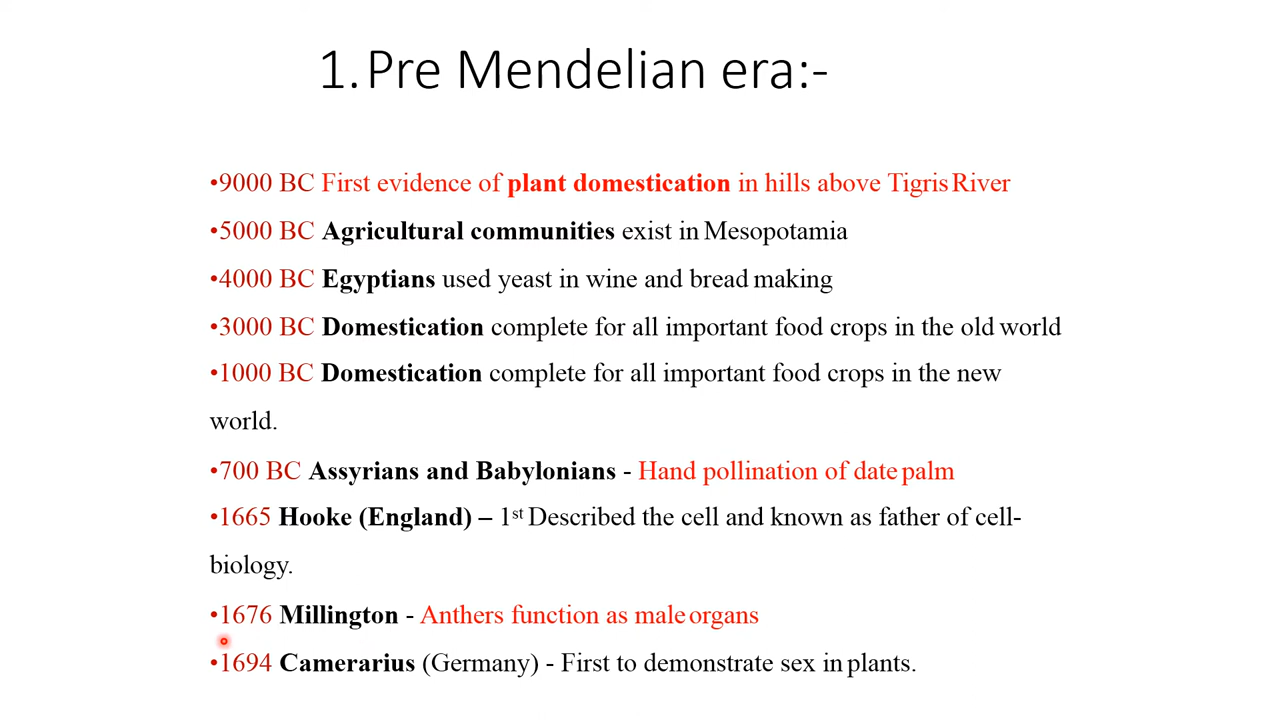 1. Pre Mendelian era:-
•9000 BC First evidence of plant domestication in hills above Tigris River
•5000 BC Agricultural communities exist in Mesopotamia
•4000 BC Egyptians used yeast in wine and bread making
•3000 BC Domestication complete for all important food crops in the old world
•1000 BC Domestication complete for all important food crops in the new
world.
•700 BC Assyrians and Babylonians - Hand pollination of date palm
•1665 Hooke (England) – 1st Described the cell and known as father of cell-
biology.
•1676 Millington - Anthers function as male organs
•1694 Camerarius (Germany) - First to demonstrate sex in plants.